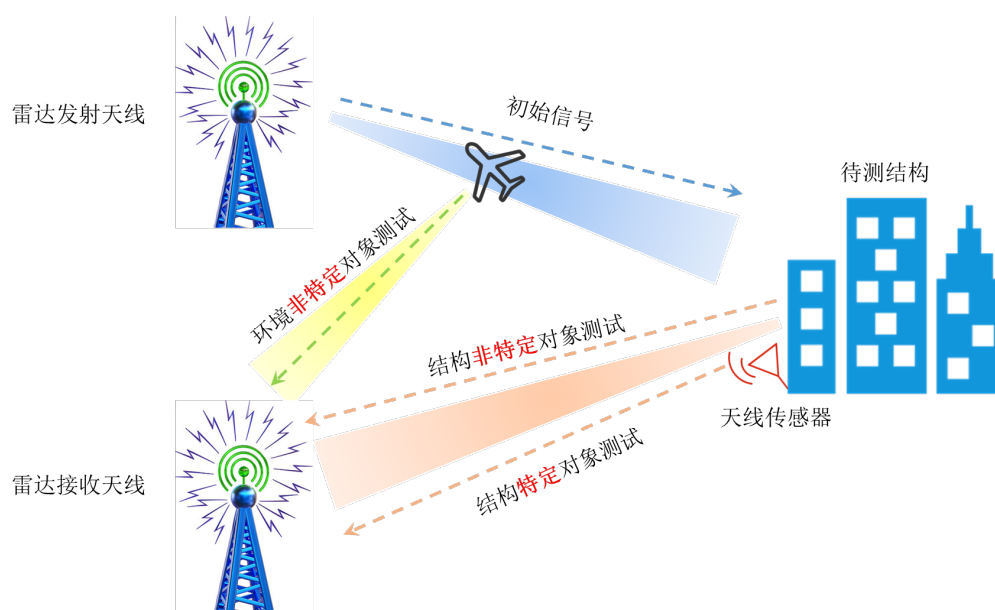 雷达发射天线
初始信号
待测结构
环境非特定对象测试
结构非特定对象测试
天线传感器
雷达接收天线
结构特定对象测试